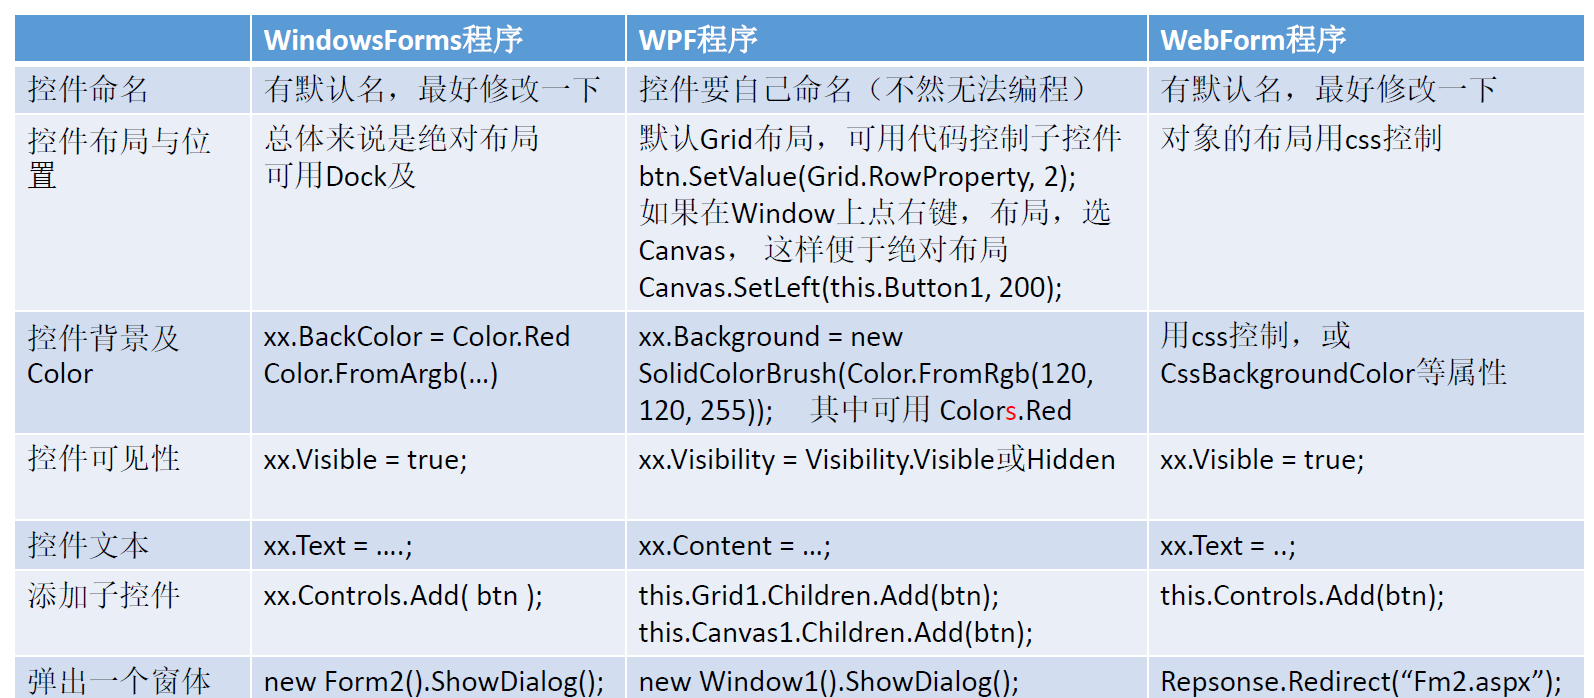 WindowsForms程序 WPF程序 WebForm程序
控件命名 有默认名，最好修改一下 控件要自己命名（不然无法编程） 有默认名，最好修改一下
控件布局与位
置
总体来说是绝对布局
可用Dock及
默认Grid布局，可用代码控制子控件
btn.SetValue(Grid.RowProperty, 2);
如果在Window上点右键，布局，选
Canvas， 这样便于绝对布局
Canvas.SetLeft(this.Button1, 200);
对象的布局用css控制
控件背景及
Color
xx.BackColor = Color.Red
Color.FromArgb(...)
xx.Background = new
SolidColorBrush(Color.FromRgb(120,
120, 255)); 其中可用 Colors.Red
用css控制，或
CssBackgroundColor等属性
控件可见性 xx.Visible = true; xx.Visibility = Visibility.Visible或Hidden xx.Visible = true;
控件文本 xx.Text = ….; xx.Content = …; xx.Text = ..;
添加子控件 xx.Controls.Add( btn );
this.Grid1.Children.Add(btn);
this.Canvas1.Children.Add(btn);
this.Controls.Add(btn);
弹出一个窗体 new Form2().ShowDialog(); new Window1().ShowDialog(); Repsonse.Redirect(“Fm2.aspx”);